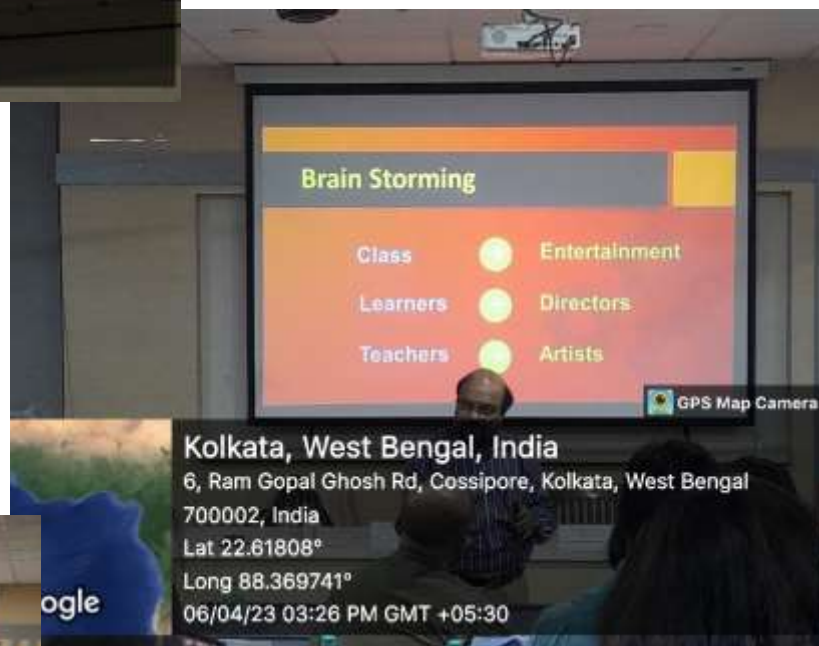 Brain Storming
Class Entertainment
Learners Directors
Teachers Artists
GPS Map Camera
Kolkata, West Bengal, India
6, Ram Gopal Ghosh Rd, Cossipore, Kolkata, West Bengal
700002, India
Lat 22.61808°
Long 88.369741°
ogle
06/04/23 03:26 PM GMT +05:30